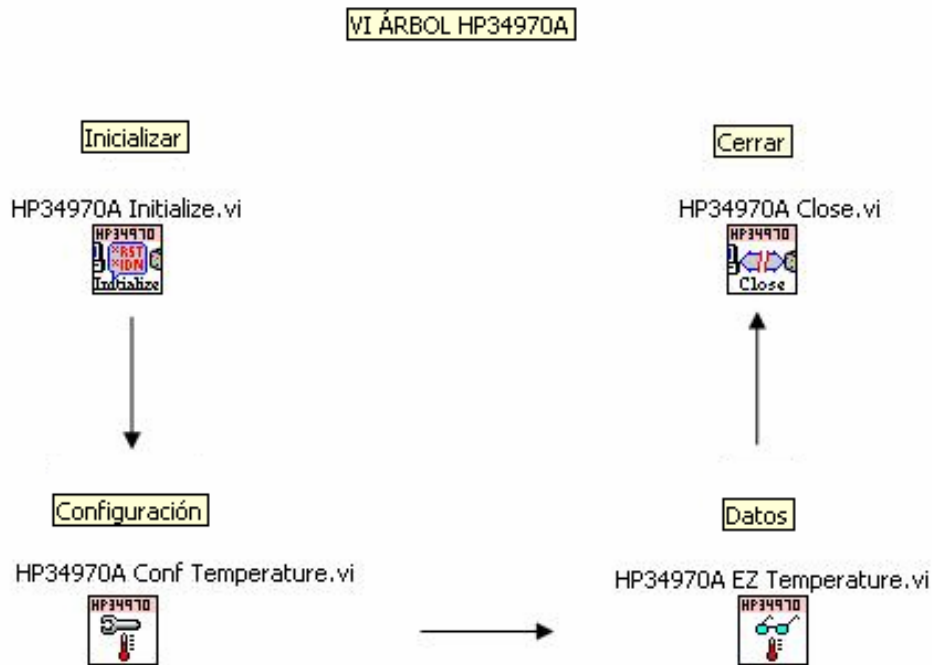 VI ÁRBOL HP34970A
Inicializar
HP34970A Initialize.vi
HP34970
*RST
*IDN
Initialize
Cerrar
HP34970A Close.vi
HP34970
Close
Configuración
HP34970A Conf Temperature.vi
HP34970
Datos
HP34970A EZ Temperature.vi
HP34970